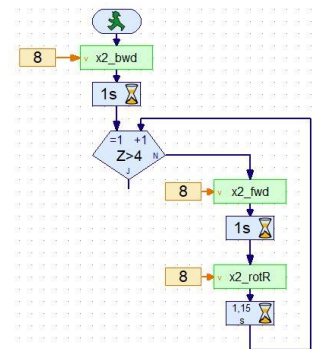 8
v x2_bwd
1s
=1 +1
Z>4 N
J
8
v x2_fwd
1s
8
v x2_rotR
1,15
s